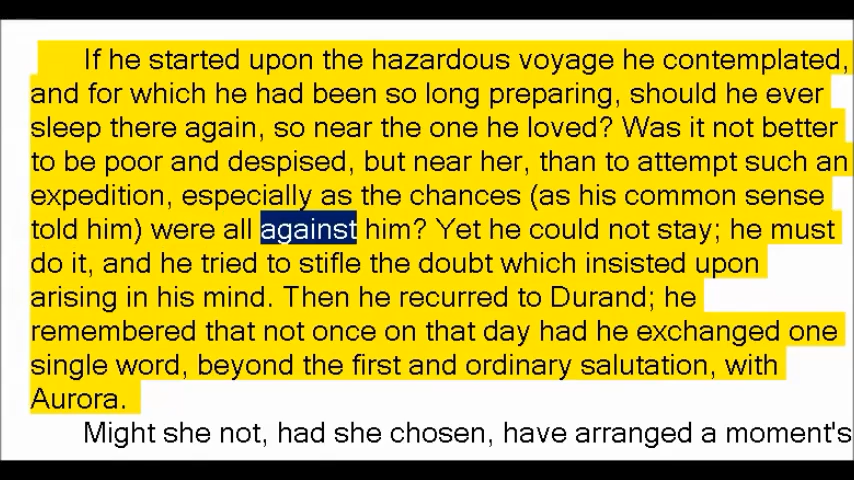 If he started upon the hazardous voyage he contemplated,
and for which he had been so long preparing, should he ever
sleep there again, so near the one he loved? Was it not better
to be poor and despised, but near her, than to attempt such an
expedition, especially as the chances (as his common sense
told him) were all against him? Yet he could not stay; he must
do it, and he tried to stifle the doubt which insisted upon
arising in his mind. Then he recurred to Durand; he
remembered that not once on that day had he exchanged one
single word, beyond the first and ordinary salutation, with
Aurora.
Might she not, had she chosen, have arranged a moment's